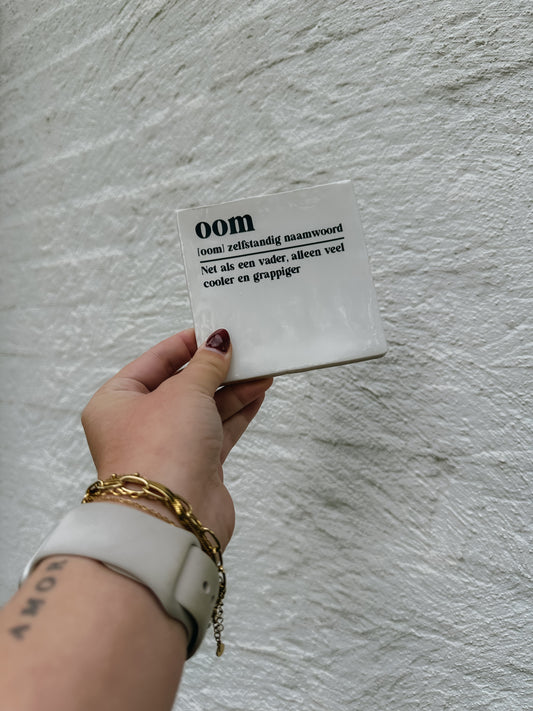 oom
[oom] zelfstandig naamwoord
Net als een vader, alleen veel
cooler en grappiger
AMOR